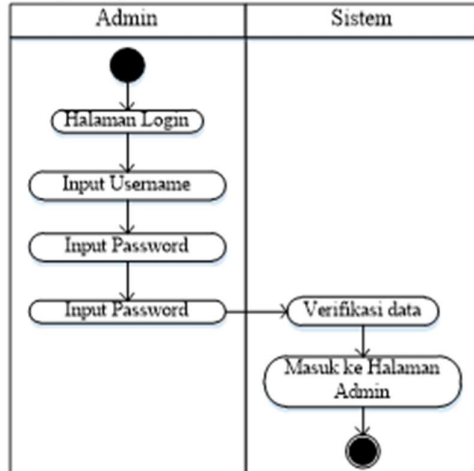 Admin
Sistem
Halaman Login
Input Username
Input Password
Input Password
Verifikasi data
Masuk ke Halaman
Admin